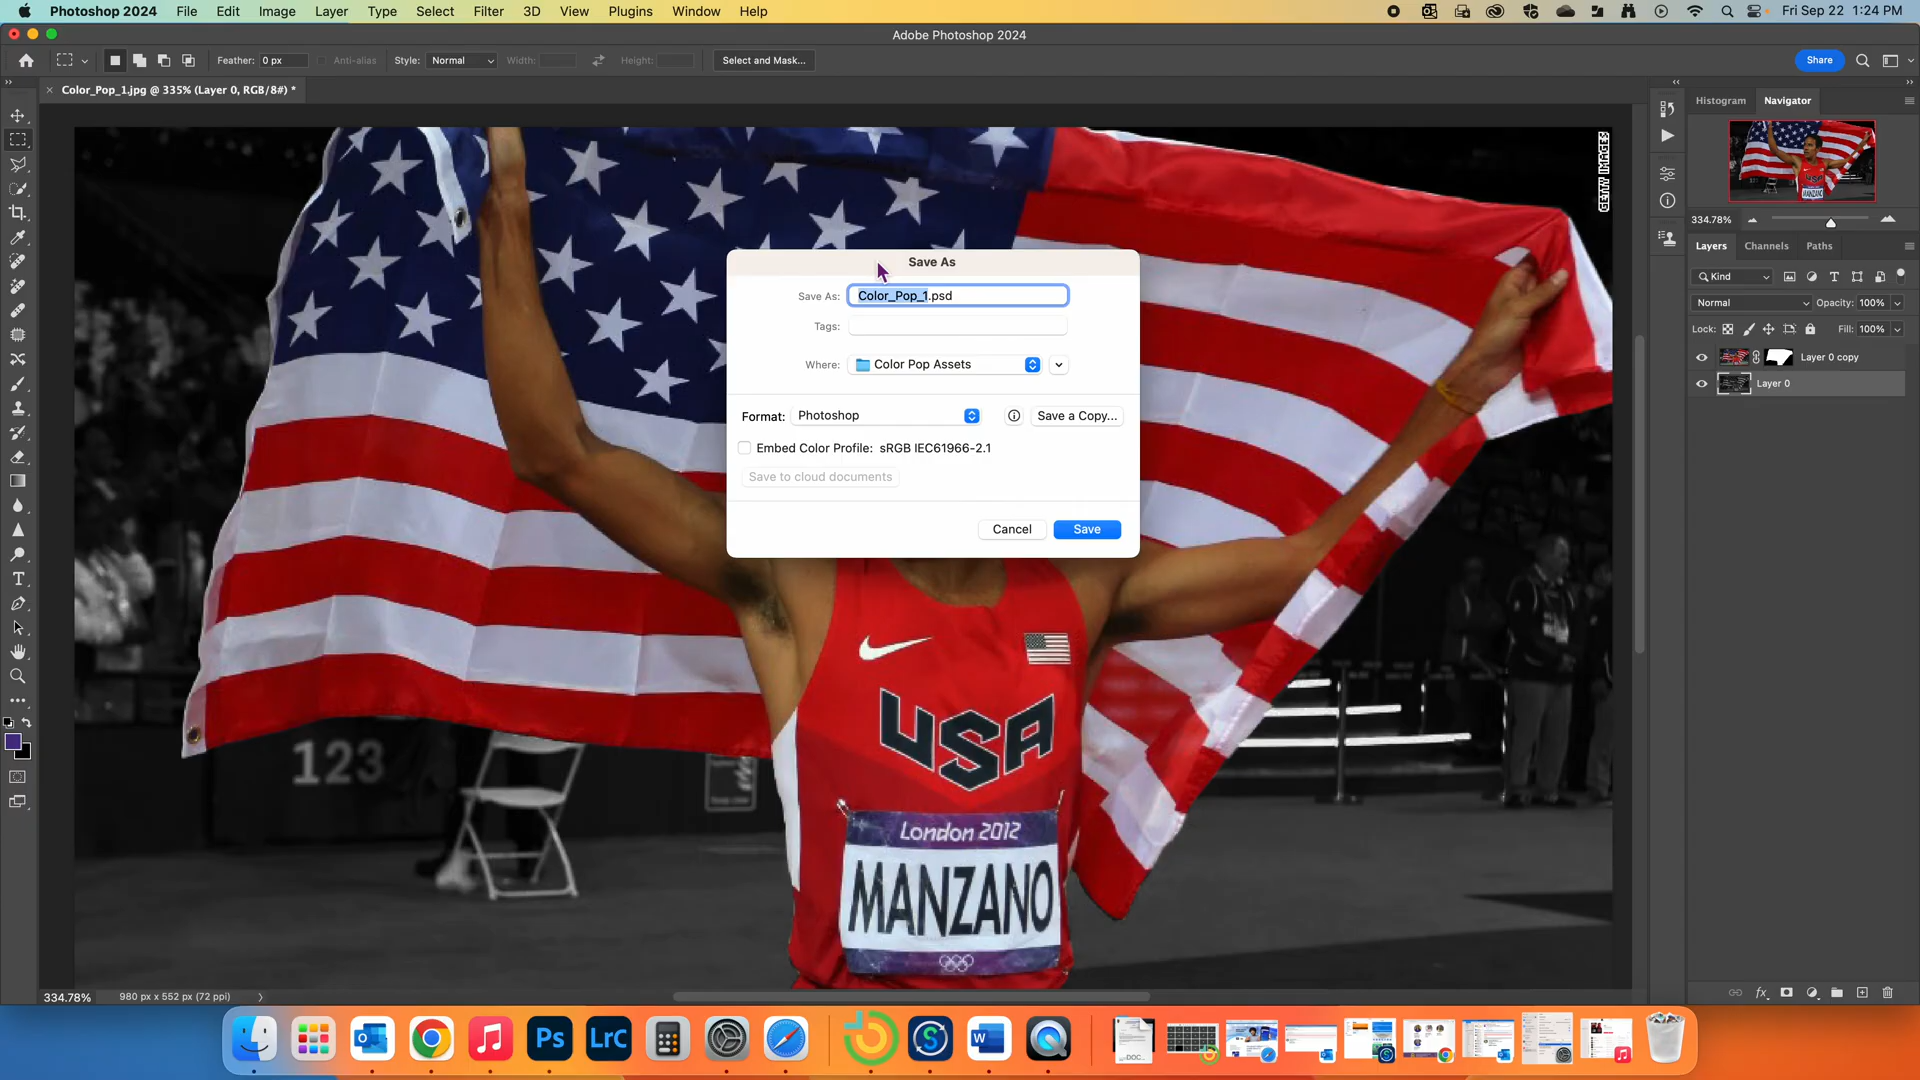 Photoshop 2024 File Edit Image Layer Type Select Filter 3D View Plugins Window Help Fri Sep 22 1:24 PM
Adobe Photoshop 2024
Feather: 0 px Anti-alias Style: Normal Width: Height: Select and Mask... Share
Color_Pop_1.jpg @ 335% (Layer 0, RGB/8#) *
Histogram Navigator
GETTY IMAGES
334.78%
Layers Channels Paths
Kind
Normal Opacity: 100%
Lock: Fill: 100%
Layer 0 copy
Layer 0
Save As
Save As: Color_Pop_1.psd
Tags:
Where: Color Pop Assets
Format: Photoshop Save a Copy...
Embed Color Profile: sRGB IEC61966-2.1
Save to cloud documents
Cancel Save
USA
123
London 2012
MANZANO
334.78% 980 px x 552 px (72 ppi)
Ps LrC W
DOC